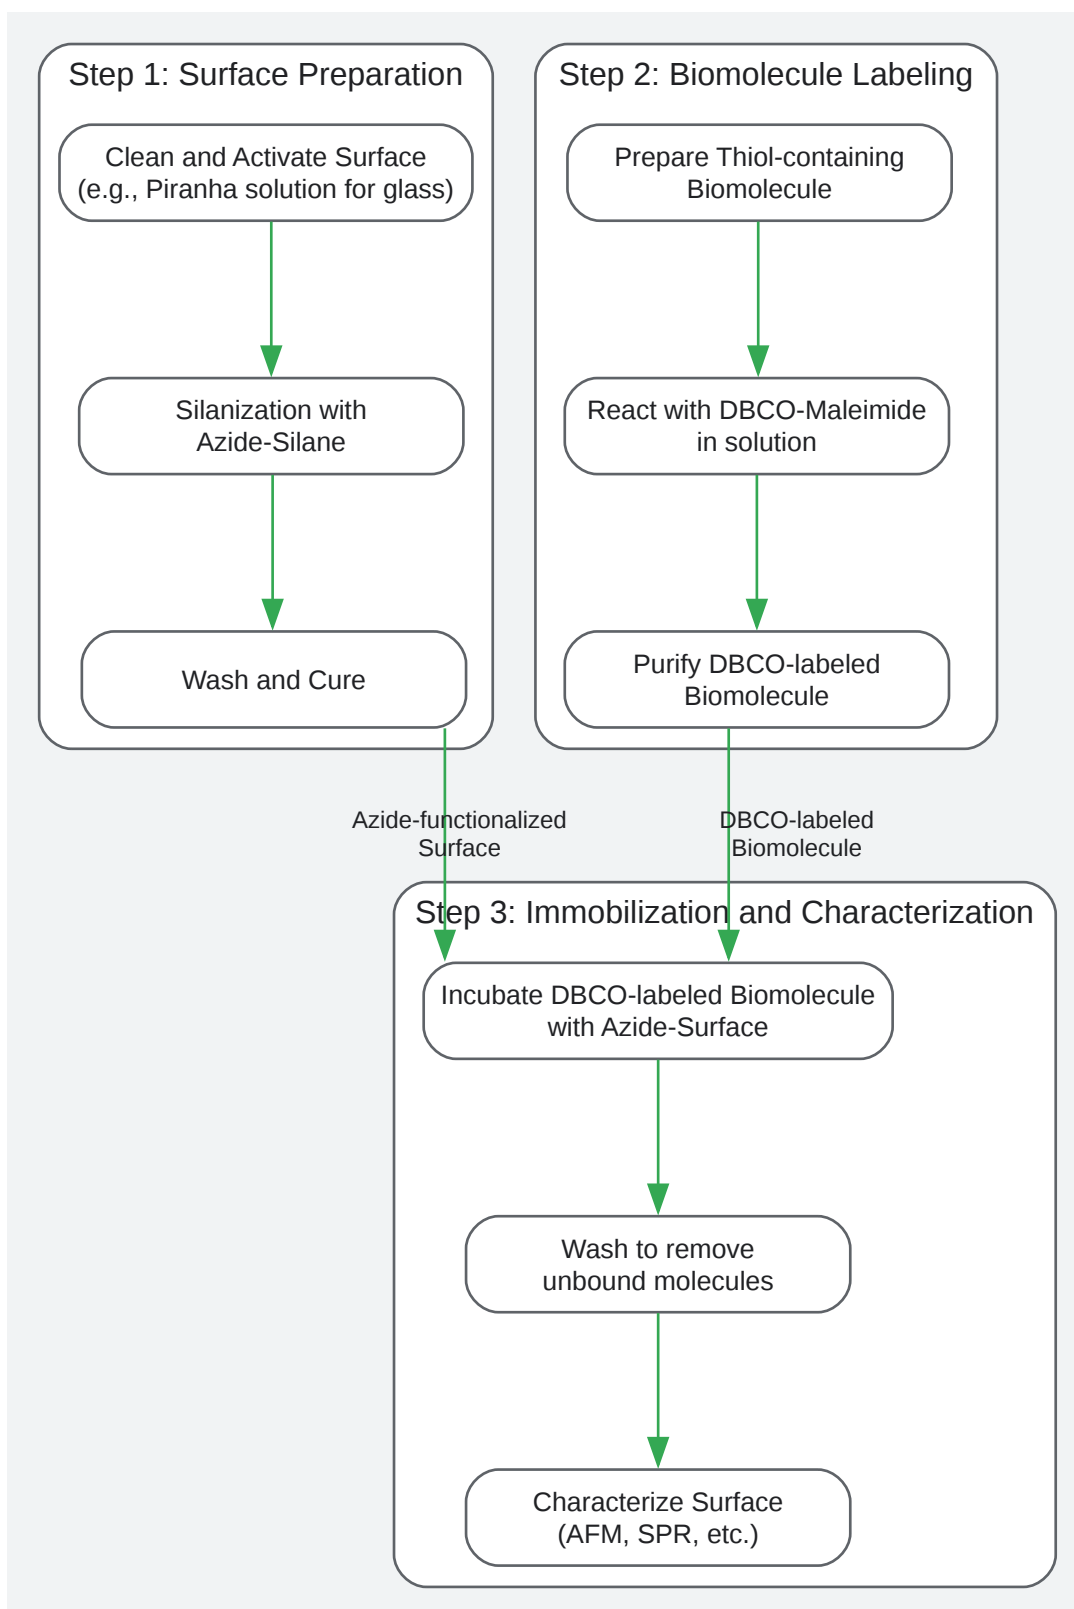 Step 1: Surface Preparation
Clean and Activate Surface
(e.g., Piranha solution for glass)
Silanization with
Azide-Silane
Wash and Cure
Step 2: Biomolecule Labeling
Prepare Thiol-containing
Biomolecule
React with DBCO-Maleimide
in solution
Purify DBCO-labeled
Biomolecule
Azide-functionalized
Surface
DBCO-labeled
Biomolecule
Step 3: Immobilization and Characterization
Incubate DBCO-labeled Biomolecule
with Azide-Surface
Wash to remove
unbound molecules
Characterize Surface
(AFM, SPR, etc.)